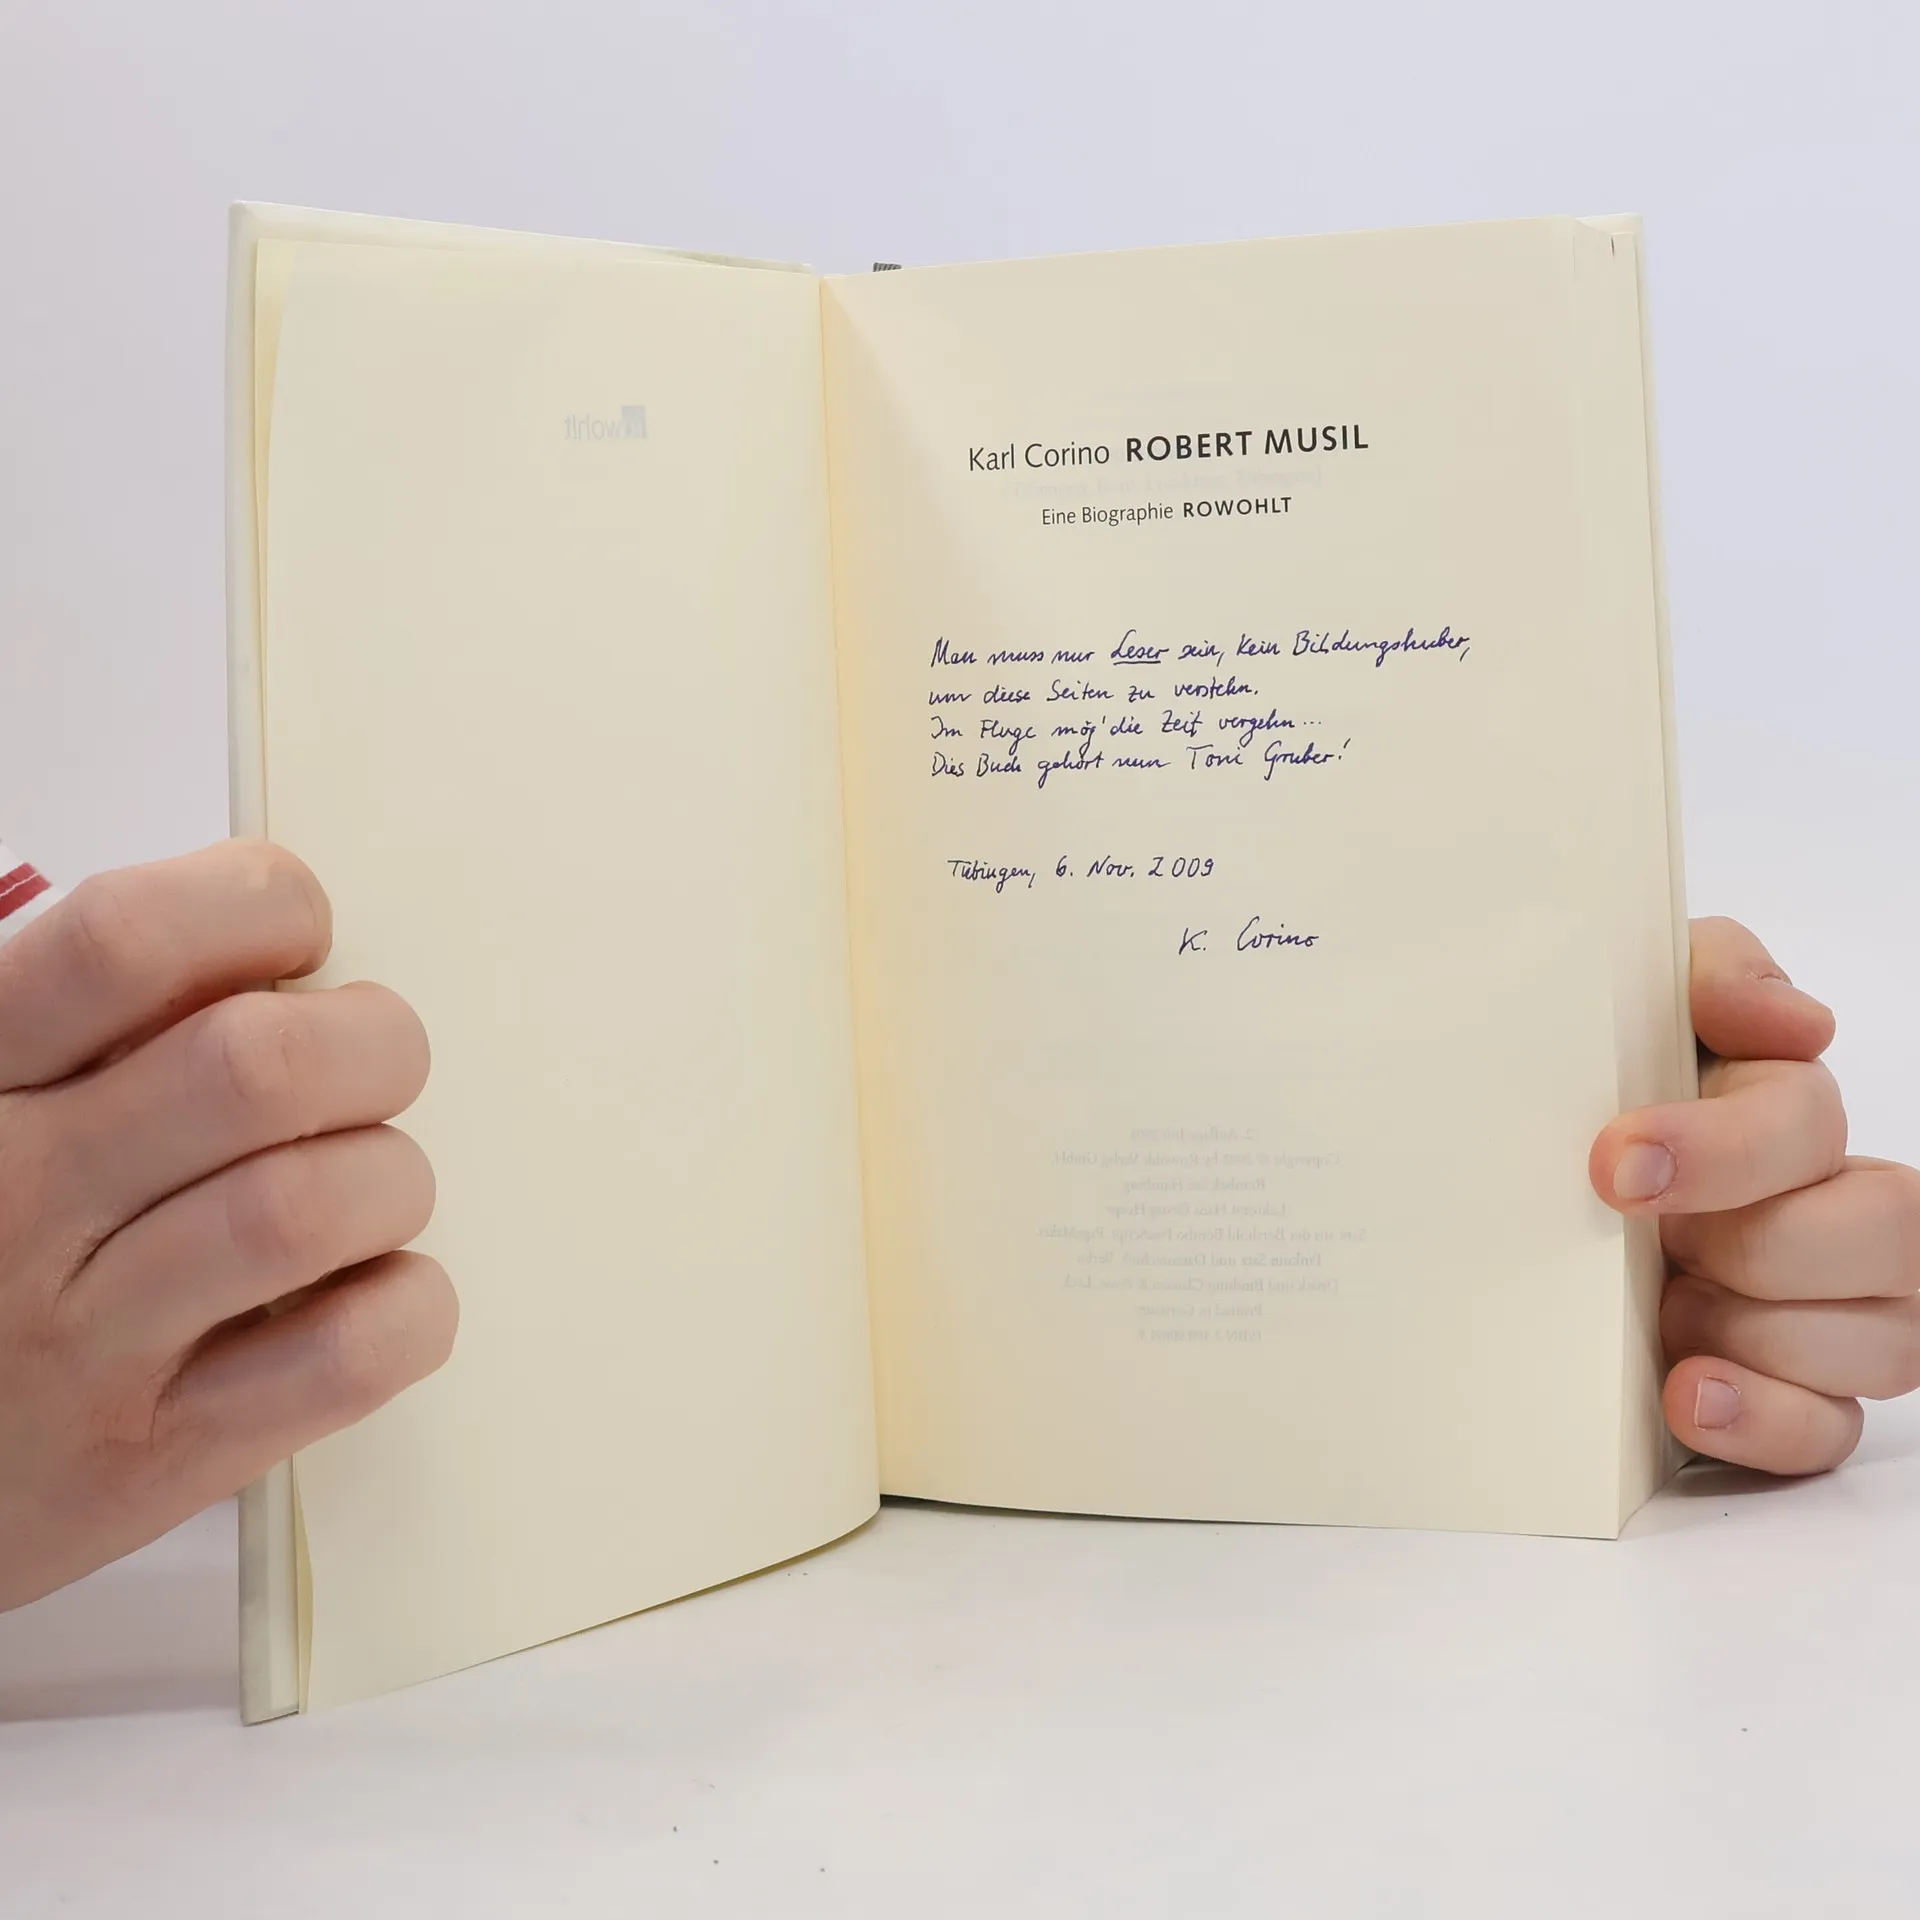 rowohlt
Karl Corino ROBERT MUSIL
Eine Biographie ROWOHLT
Man muss nur Leser sein, kein Bildungshuber,
um diese Seiten zu verstehn.
Im Fluge mög' die Zeit vergehn...
Dies Buch gehört nun Toni Gruber!
Tübingen, 6. Nov. 2009
K. Corino